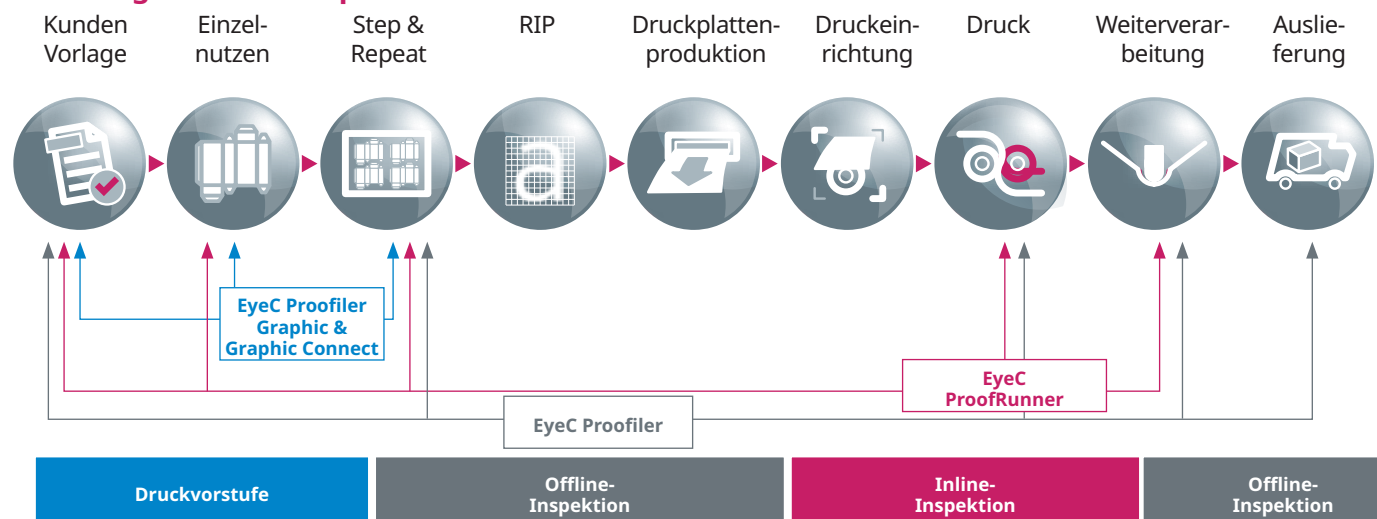 Kunden
Vorlage
Einzel-
nutzen
Step &
Repeat
RIP
Druckplatten-
produktion
Druckein-
richtung
Druck
Weiterverar-
beitung
Auslie-
ferung
a
EyeC Proofiler
Graphic &
Graphic Connect
EyeC
ProofRunner
EyeC Proofiler
Druckvorstufe
Offline-
Inspektion
Inline-
Inspektion
Offline-
Inspektion